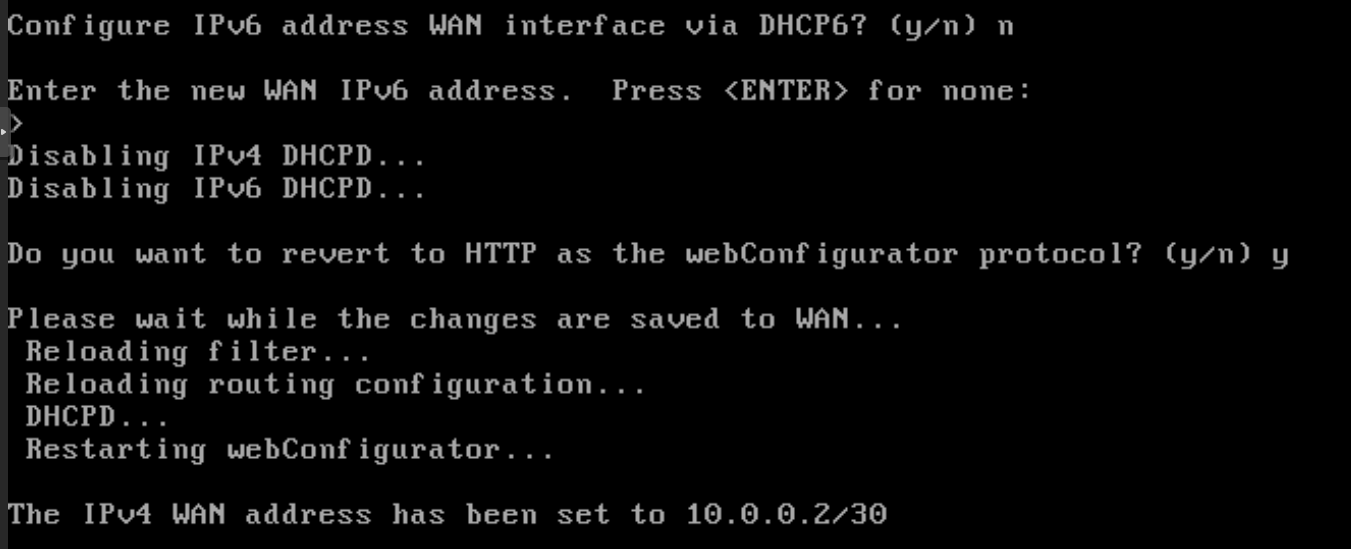 Configure IPv6 address WAN interface via DHCP6? (y/n) n
Enter the new WAN IPv6 address.  Press <ENTER> for none:
>
Disabling IPv4 DHCPD...
Disabling IPv6 DHCPD...
Do you want to revert to HTTP as the webConfigurator protocol? (y/n) y
Please wait while the changes are saved to WAN...
 Reloading filter...
 Reloading routing configuration...
 DHCPD...
 Restarting webConfigurator...
The IPv4 WAN address has been set to 10.0.0.2/30